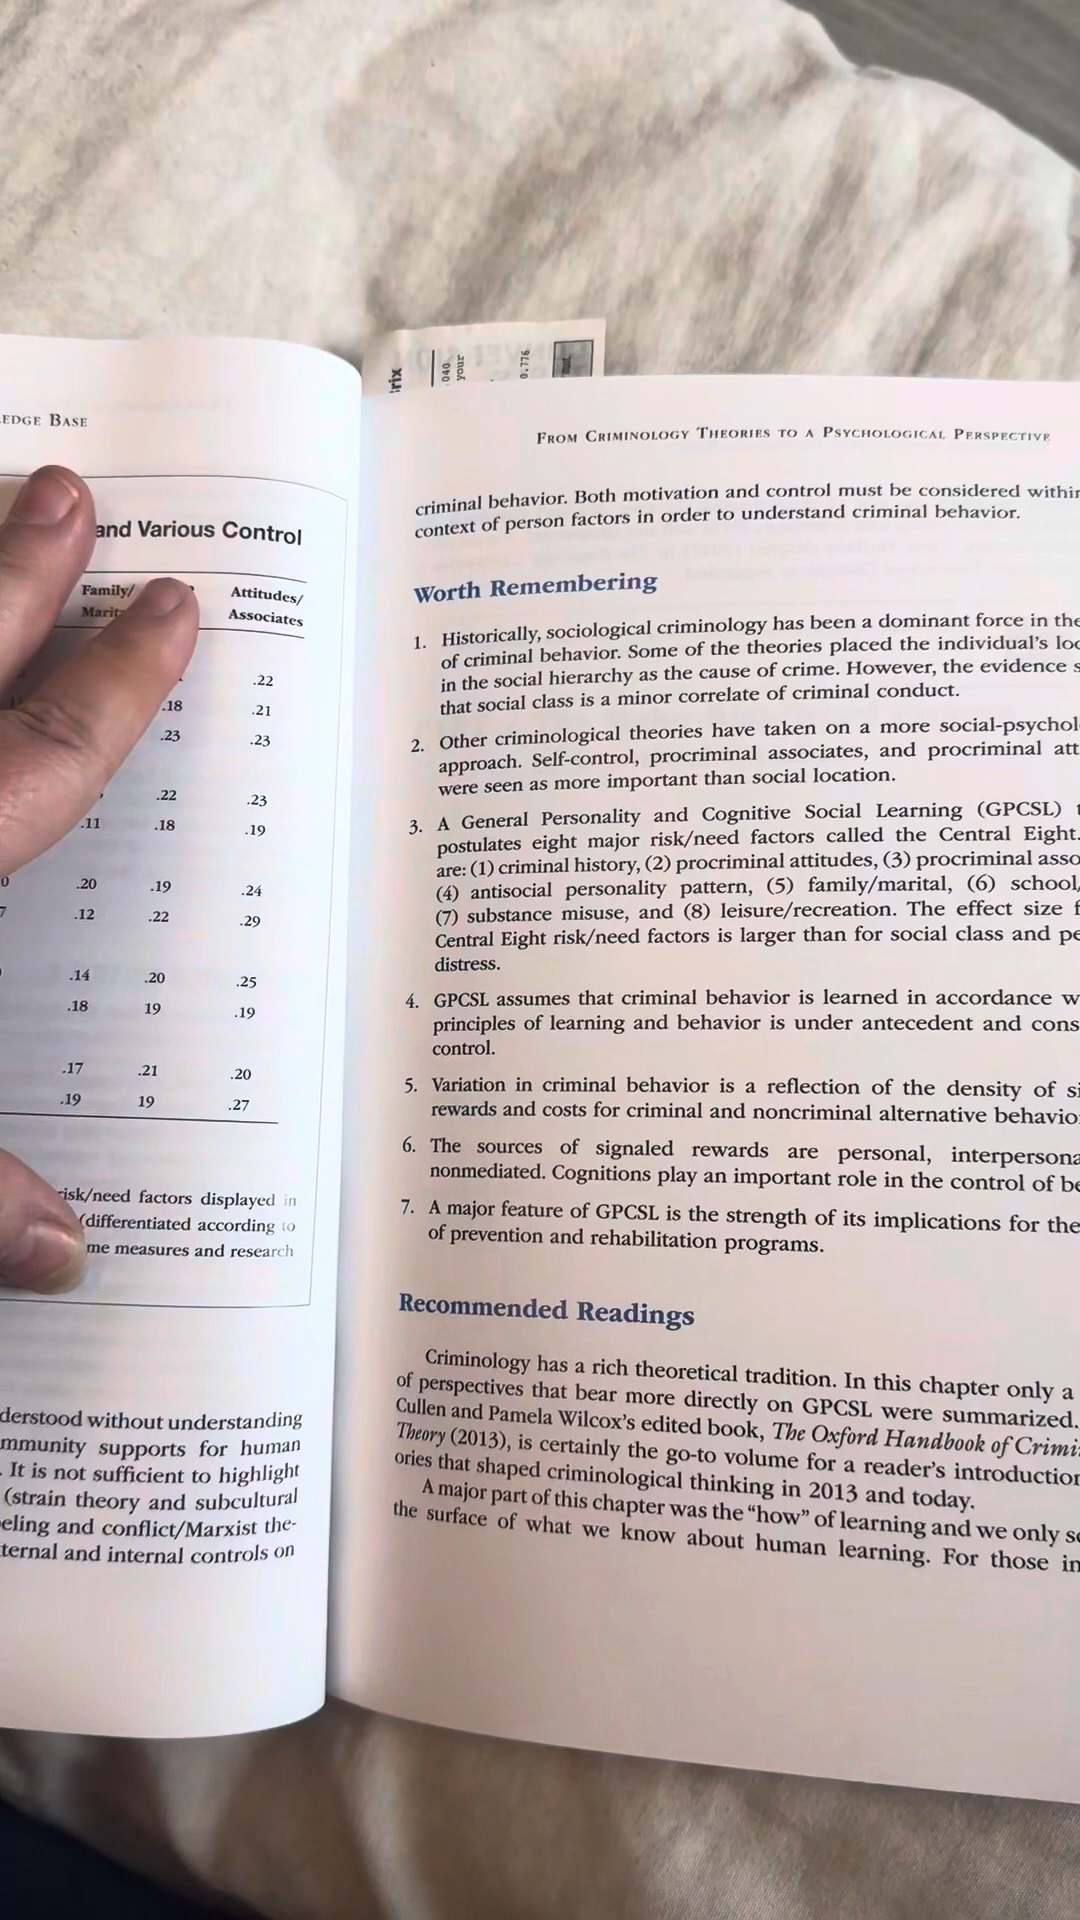 EDGE BASE
and Various Control
Family/ Attitudes/
Associates
.22
.18 .21
.23 .23
.22 .23
.11 .18 .19
.20 .19 .24
.12 .22 .29
.14 .20 .25
.18 19 .19
.17 .21 .20
.19 19 .27
risk/need factors displayed in
(differentiated according to
me measures and research
derstood without understanding
mmunity supports for human
. It is not sufficient to highlight
(strain theory and subcultural
eling and conflict/Marxist the-
ternal and internal controls on
rix
040
your
0.776
FROM CRIMINOLOGY THEORIES TO A PSYCHOLOGICAL PERSPECTIVE
criminal behavior. Both motivation and control must be considered within
context of person factors in order to understand criminal behavior.
Worth Remembering
1. Historically, sociological criminology has been a dominant force in the
of criminal behavior. Some of the theories placed the individual's loc
in the social hierarchy as the cause of crime. However, the evidence s
that social class is a minor correlate of criminal conduct.
2. Other criminological theories have taken on a more social-psychol
approach. Self-control, procriminal associates, and procriminal att
were seen as more important than social location.
3. A General Personality and Cognitive Social Learning (GPCSL) t
postulates eight major risk/need factors called the Central Eight.
are: (1) criminal history, (2) procriminal attitudes, (3) procriminal asso
(4) antisocial personality pattern, (5) family/marital, (6) school/
(7) substance misuse, and (8) leisure/recreation. The effect size f
Central Eight risk/need factors is larger than for social class and pe
distress.
4. GPCSL assumes that criminal behavior is learned in accordance w
principles of learning and behavior is under antecedent and cons
control.
5. Variation in criminal behavior is a reflection of the density of si
rewards and costs for criminal and noncriminal alternative behavio
6. The sources of signaled rewards are personal, interpersona
nonmediated. Cognitions play an important role in the control of be
7. A major feature of GPCSL is the strength of its implications for the
of prevention and rehabilitation programs.
Recommended Readings
Criminology has a rich theoretical tradition. In this chapter only a
of perspectives that bear more directly on GPCSL were summarized.
Cullen and Pamela Wilcox's edited book, The Oxford Handbook of Crimi
Theory (2013), is certainly the go-to volume for a reader's introduction
ories that shaped criminological thinking in 2013 and today.
A major part of this chapter was the "how" of learning and we only sc
the surface of what we know about human learning. For those in